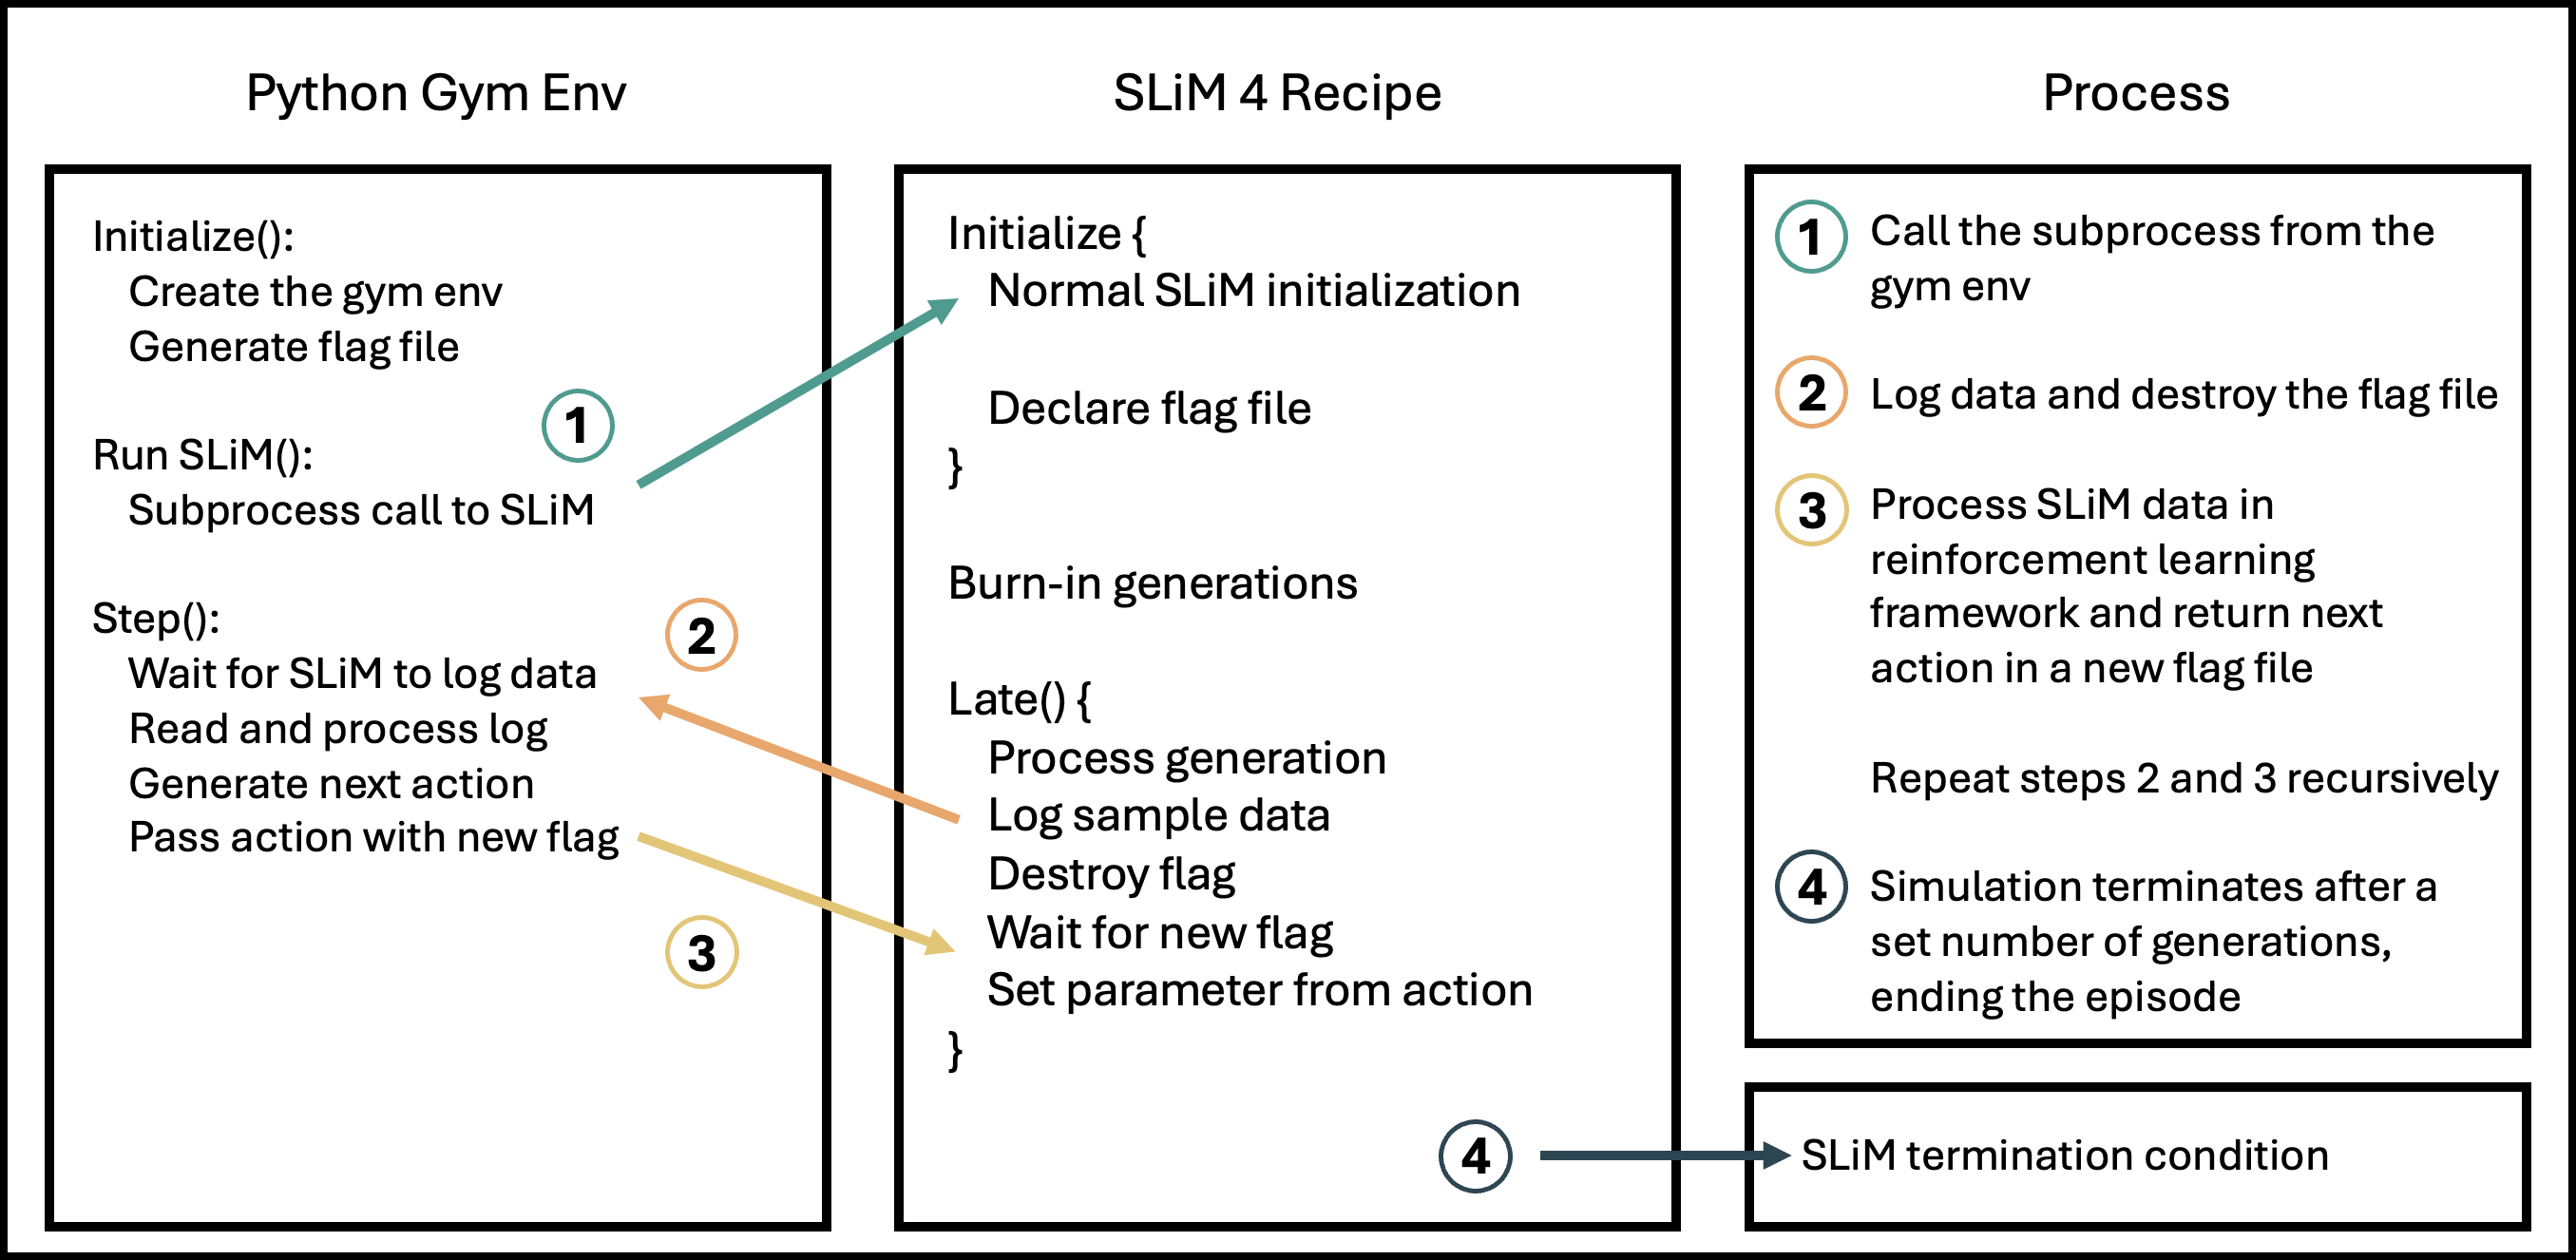 Python Gym Env
Initialize():
Create the gym env
Generate flag file
1
Run SLiM():
Subprocess call to SLiM
Step():
2
Wait for SLiM to log data
Read and process log
Generate next action
Pass action with new flag
3
SLiM 4 Recipe
Initialize {
Normal SLiM initialization
Declare flag file
}
Burn-in generations
Late() {
Process generation
Log sample data
Destroy flag
Wait for new flag
Set parameter from action
}
4
Process
1 Call the subprocess from the
gym env
2 Log data and destroy the flag file
3 Process SLiM data in
reinforcement learning
framework and return next
action in a new flag file
Repeat steps 2 and 3 recursively
4 Simulation terminates after a
set number of generations,
ending the episode
SLiM termination condition